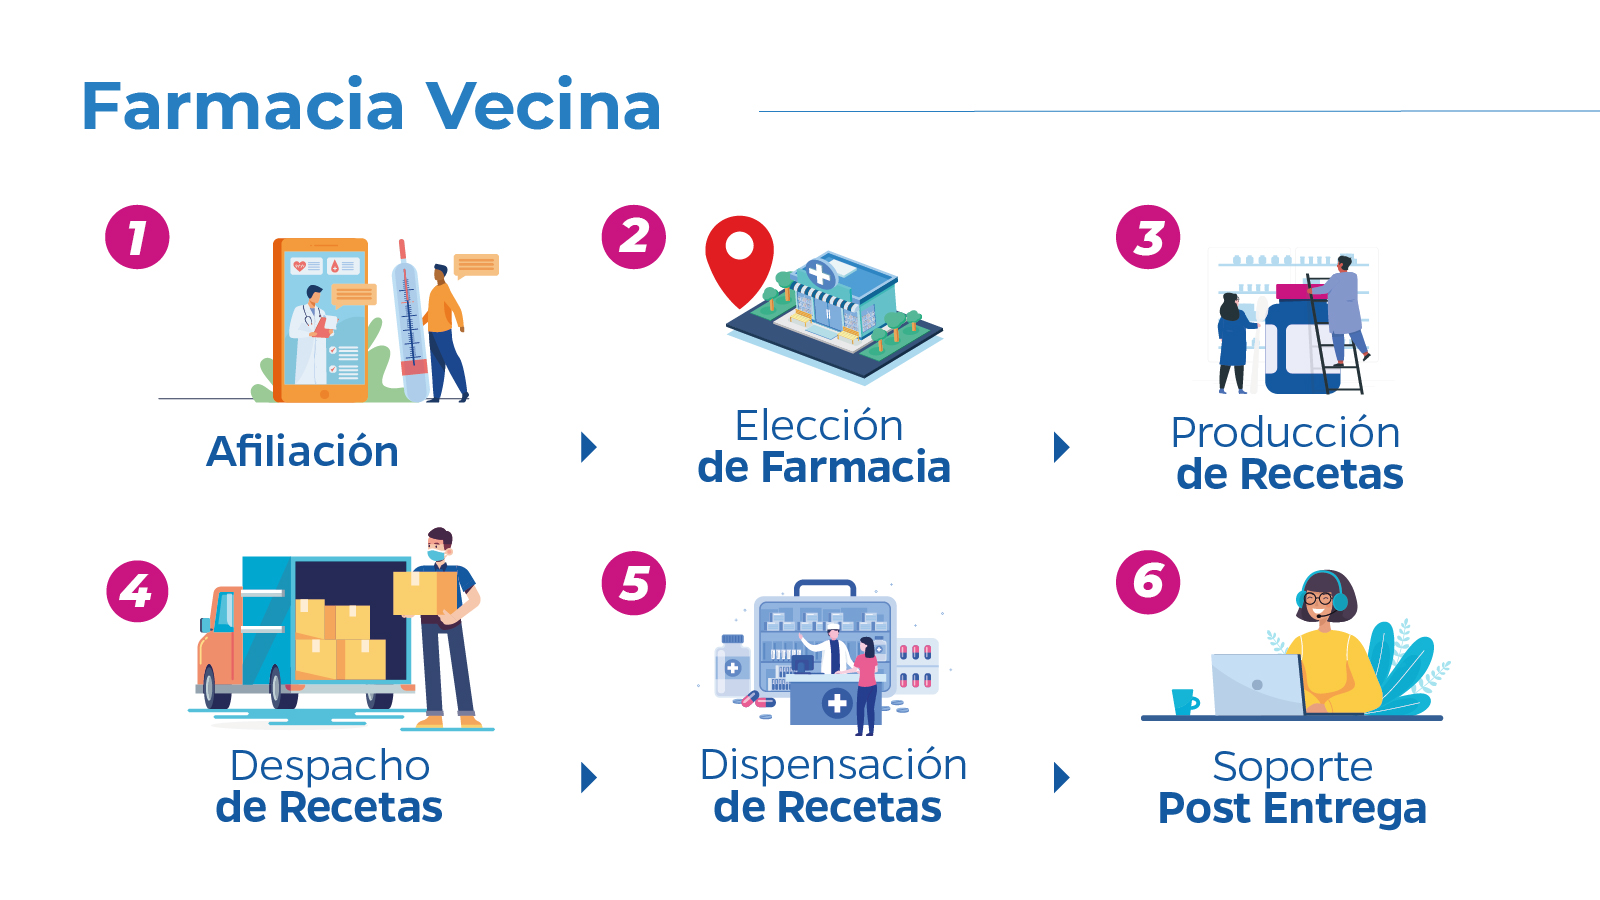 Farmacia Vecina
1
Afiliación
2
Elección
de Farmacia
3
Producción
de Recetas
4
Despacho
de Recetas
5
Dispensación
de Recetas
6
Soporte
Post Entrega